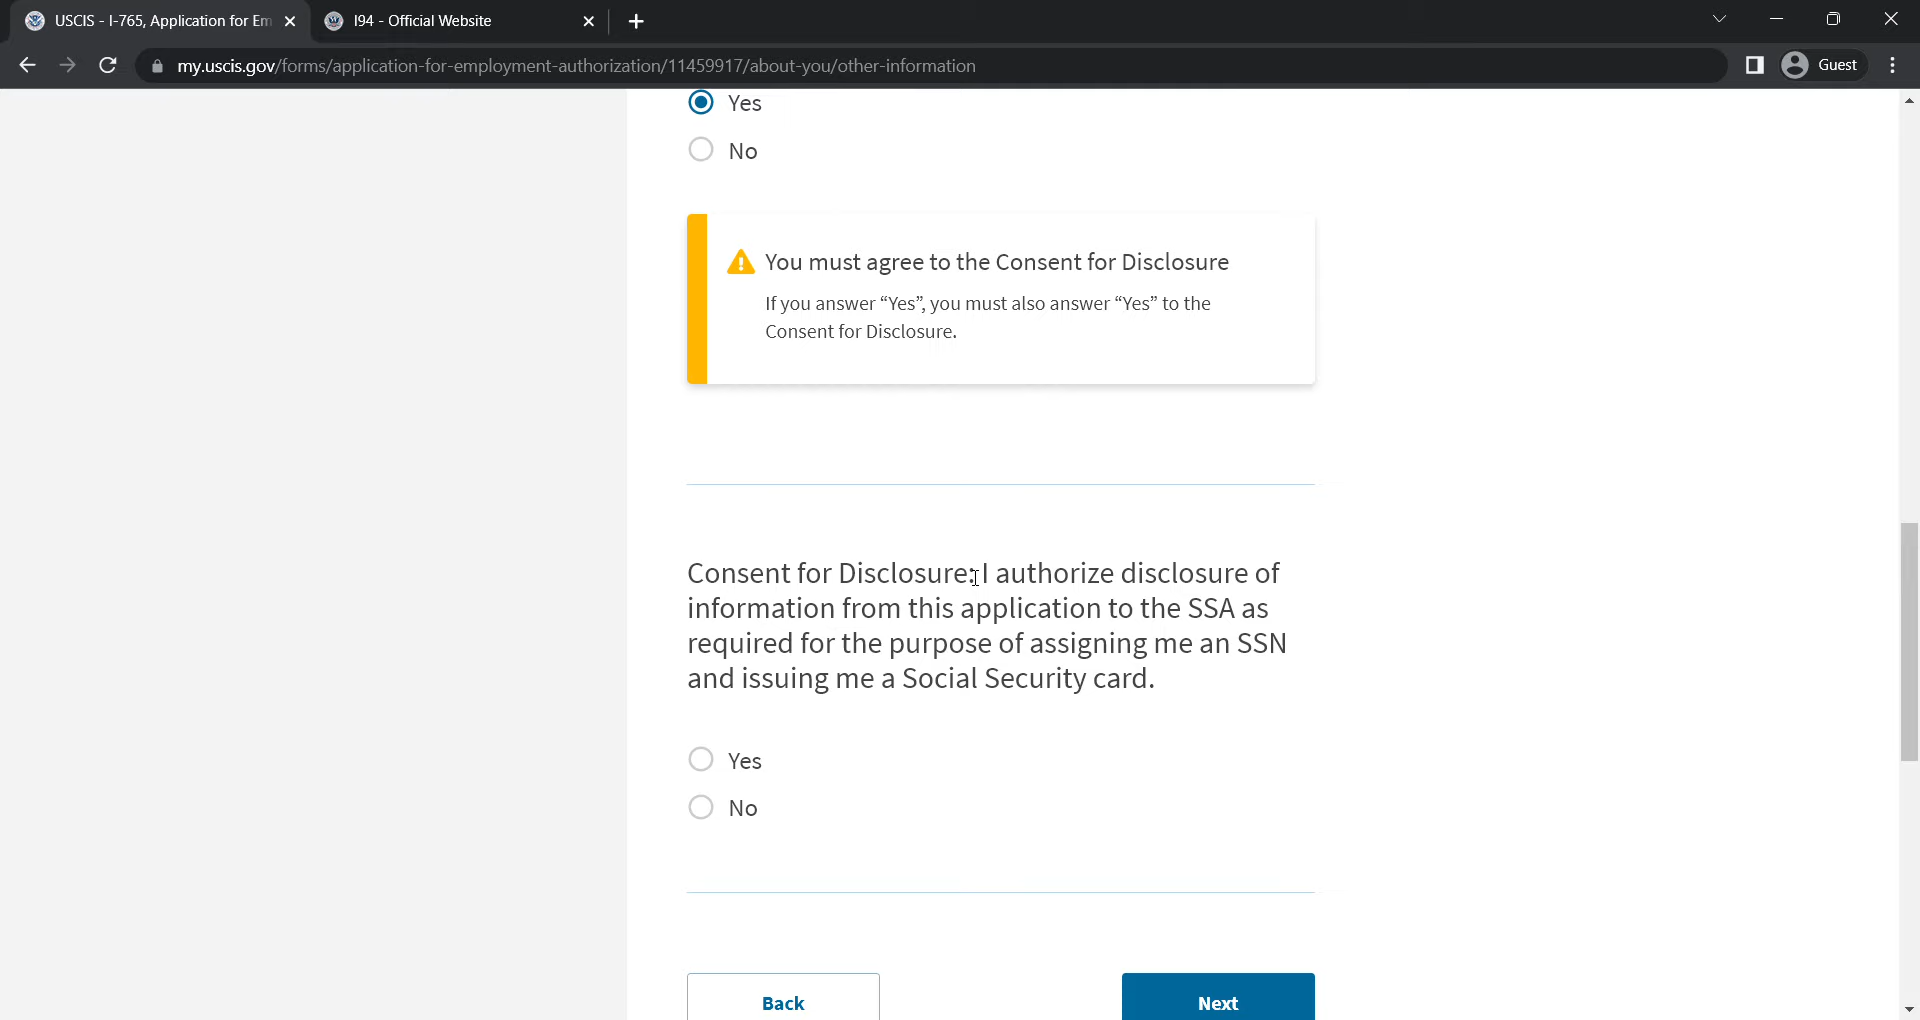 USCIS - I-765, Application for Em
I94 - Official Website
my.uscis.gov/forms/application-for-employment-authorization/11459917/about-you/other-information
Guest
Yes
No
You must agree to the Consent for Disclosure
If you answer “Yes”, you must also answer “Yes” to the
Consent for Disclosure.
Consent for Disclosure: I authorize disclosure of
information from this application to the SSA as
required for the purpose of assigning me an SSN
and issuing me a Social Security card.
Yes
No
Back
Next